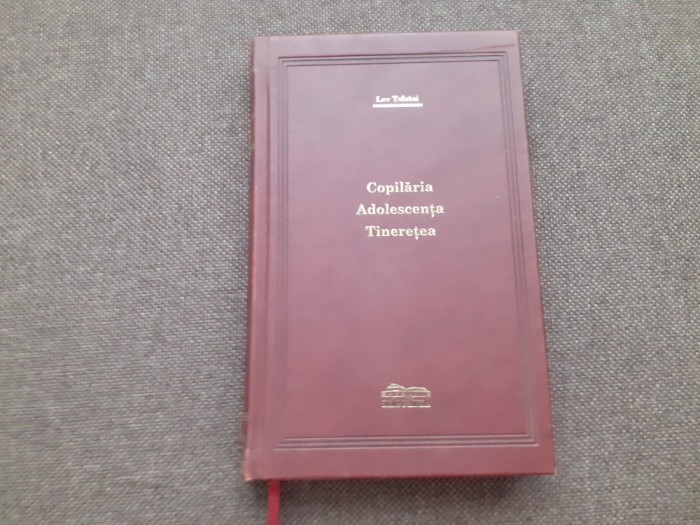 Lev Tolstoi
Copilăria
Adolescența
Tinerețea